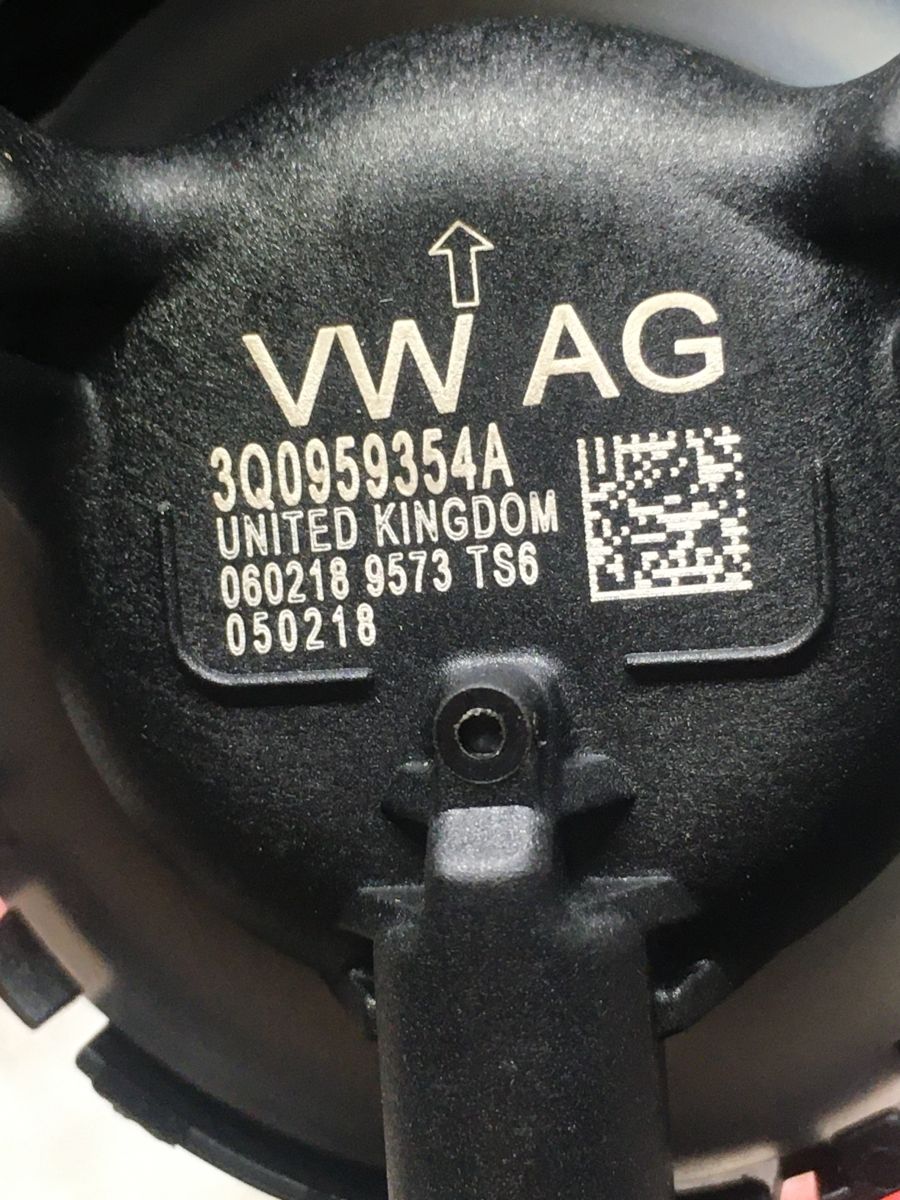 VW AG
3Q0959354A
UNITED KINGDOM
060218 9573 TS6
050218